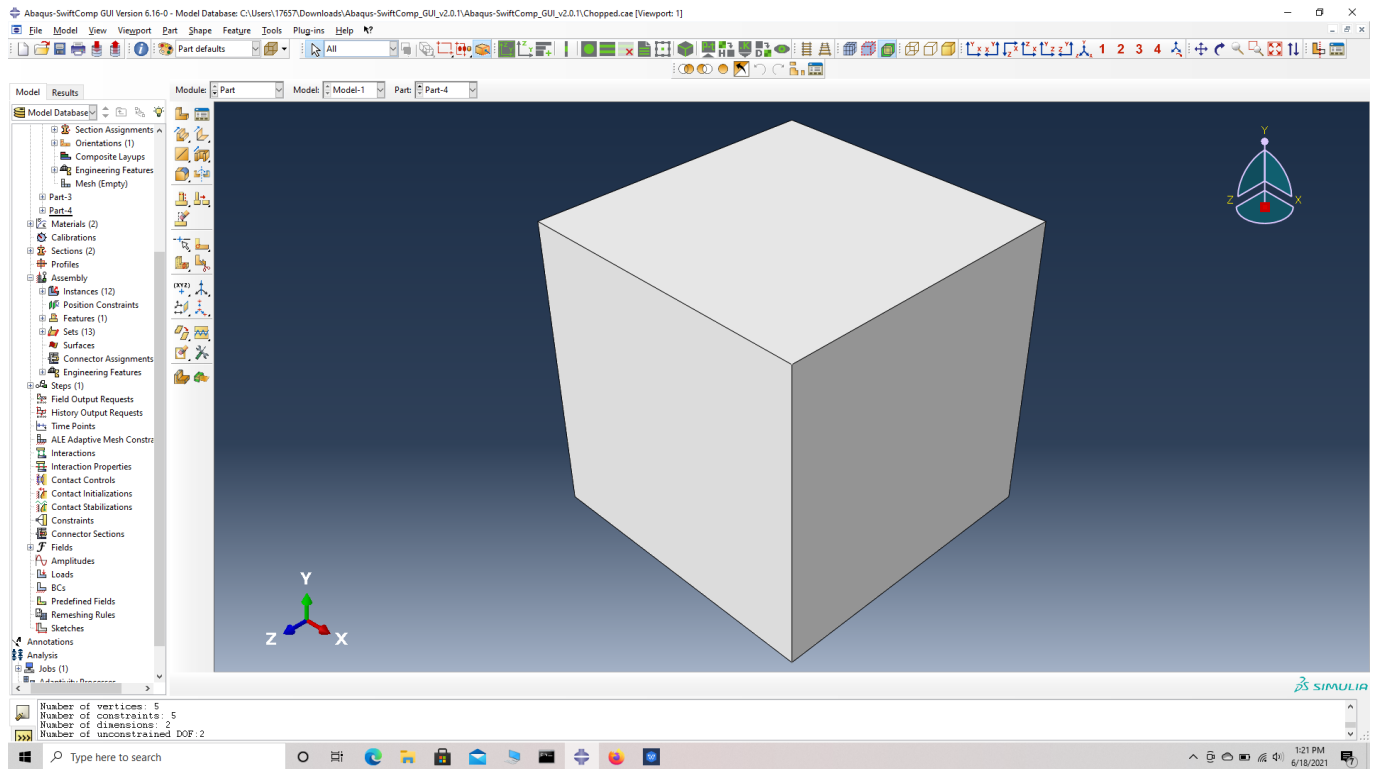 Abaqus-SwiftComp GUI Version 6.16-0 - Model Database: C:\Users\17657\Downloads\Abaqus-SwiftComp_GUI_v2.0.1\Abaqus-SwiftComp_GUI_v2.0.1\Chopped.cae [Viewport: 1]
File Model View Viewport Part Shape Feature Tools Plug-ins Help
Part defaults All 1 2 3 4
Model Results Module: Part Model: Model-1 Part: Part-4
Model Database
Section Assignments
Orientations (1)
Composite Layups
Engineering Features
Mesh (Empty)
Part-3
Part-4
Materials (2)
Calibrations
Sections (2)
Profiles
Assembly
Instances (12)
Position Constraints
Features (1)
Sets (13)
Surfaces
Connector Assignments
Engineering Features
Steps (1)
Field Output Requests
History Output Requests
Time Points
ALE Adaptive Mesh Constra
Interactions
Interaction Properties
Contact Controls
Contact Initializations
Contact Stabilizations
Constraints
Connector Sections
Fields
Amplitudes
Loads
BCs
Predefined Fields
Remeshing Rules
Sketches
Annotations
Analysis
Jobs (1)
Adaptivity Processes
(XYZ)
Y
Z X
Y
Z X
SIMULIA
Number of vertices: 5
Number of constraints: 5
Number of dimensions: 2
Number of unconstrained DOF:2
Type here to search
1:21 PM
6/18/2021